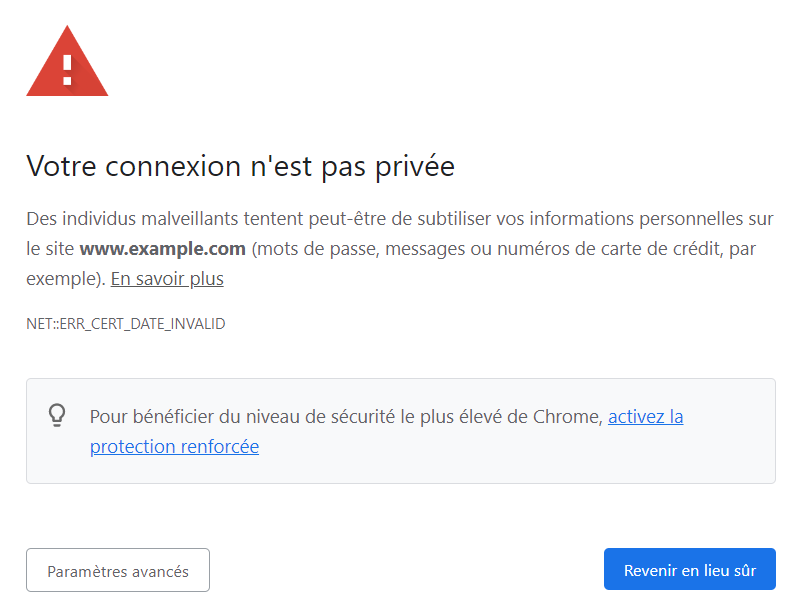 Votre connexion n'est pas privée
Des individus malveillants tentent peut-être de subtiliser vos informations personnelles sur
le site www.example.com (mots de passe, messages ou numéros de carte de crédit, par
exemple). En savoir plus
NET::ERR_CERT_DATE_INVALID
Pour bénéficier du niveau de sécurité le plus élevé de Chrome, activez la
protection renforcée
Paramètres avancés
Revenir en lieu sûr